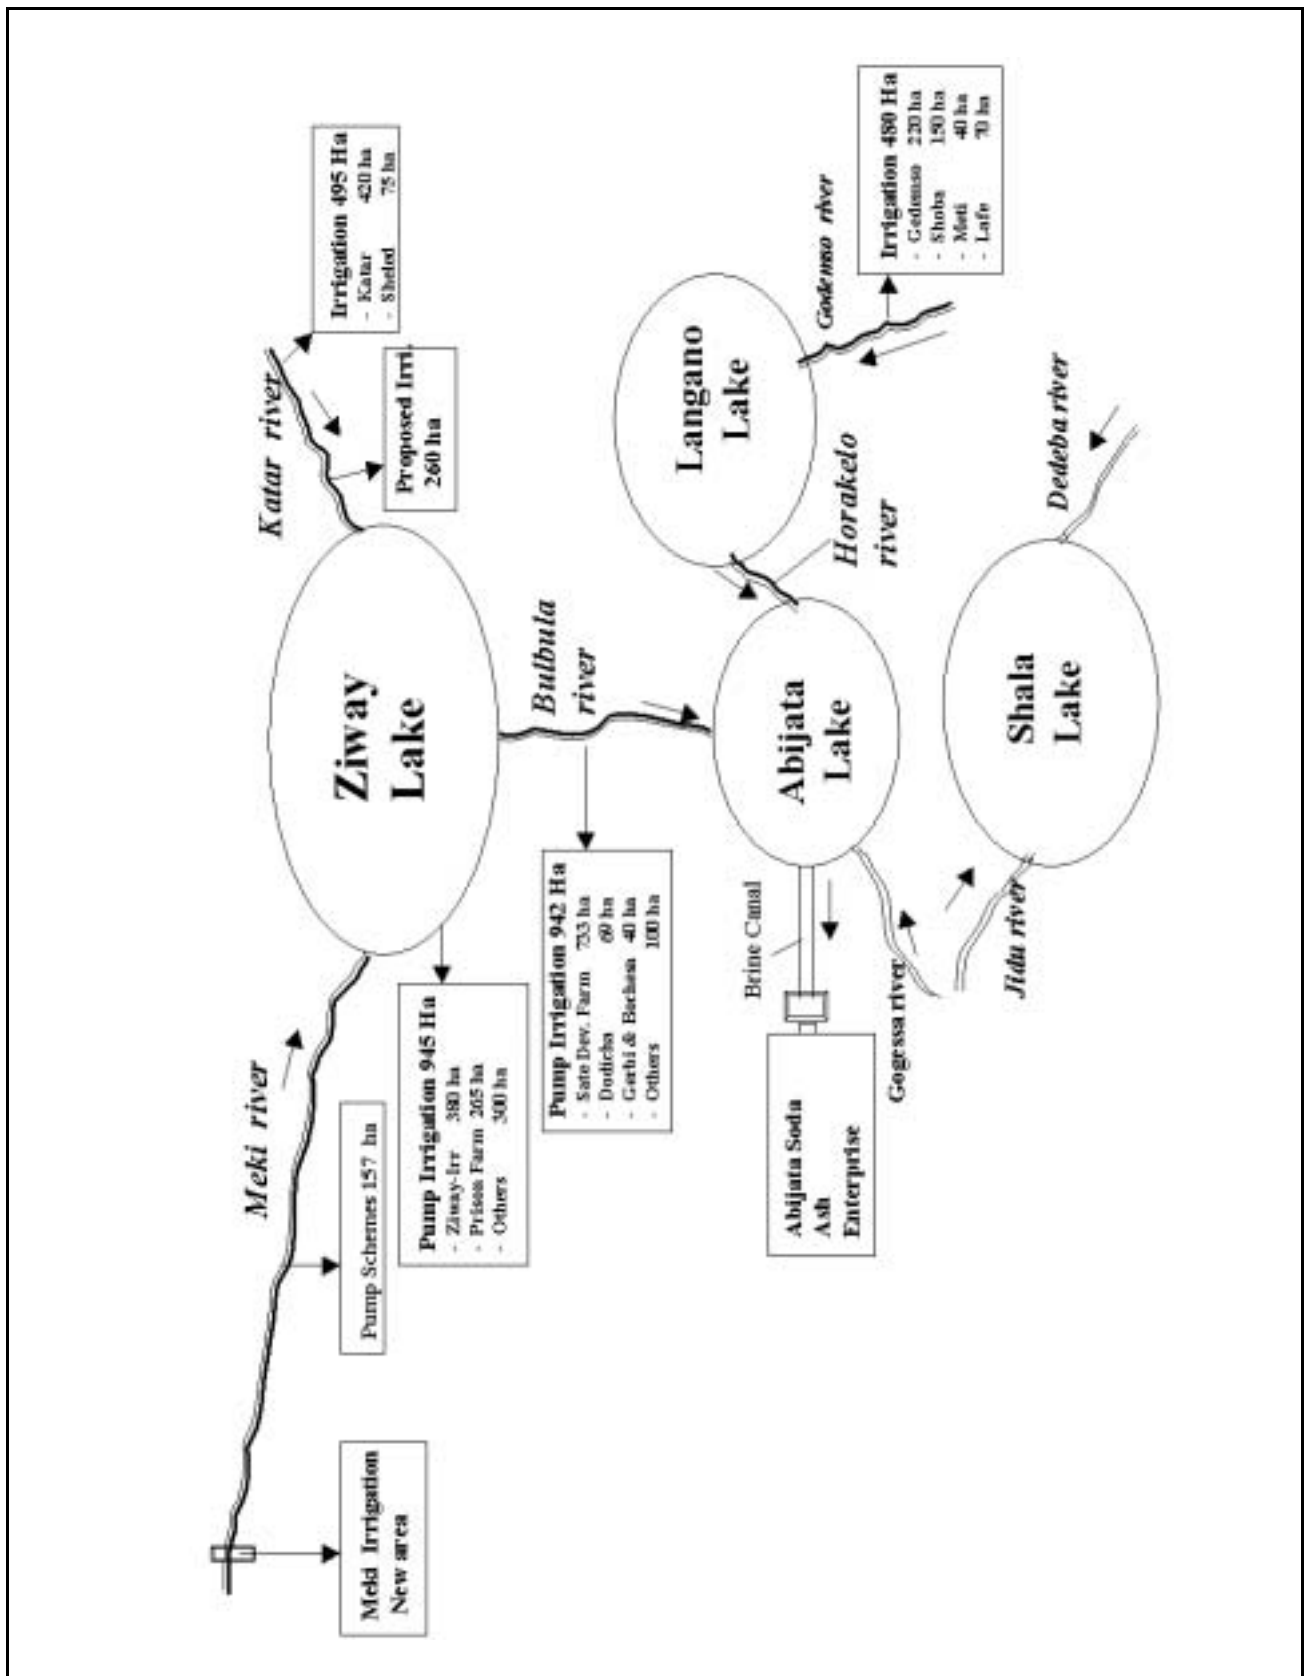 Meki river
Katar river
Irrigation 495 Ha
- Katar 420 ha
- Sheled 75 ha
Proposed Irri.
260 ha
Meki Irrigation
New area
Pump Schemes 157 ha
Ziway
Lake
Pump Irrigation 945 Ha
- Ziway-Irr 380 ha
- Prison Farm 265 ha
- Others 300 ha
Bulbula
river
Pump Irrigation 942 Ha
- Sate Dev. Farm 733 ha
- Dodicha 69 ha
- Gerbi & Bochesa 40 ha
- Others 100 ha
Langano
Lake
Godemso river
Irrigation 480 Ha
- Gedemso 220 ha
- Shoba 150 ha
- Meti 40 ha
- Lafe 70 ha
Horakelo
river
Brine Canal
Abijata
Lake
Abijata Soda
Ash
Enterprise
Gogessa river
Dedeba river
Shala
Lake
Jidu river